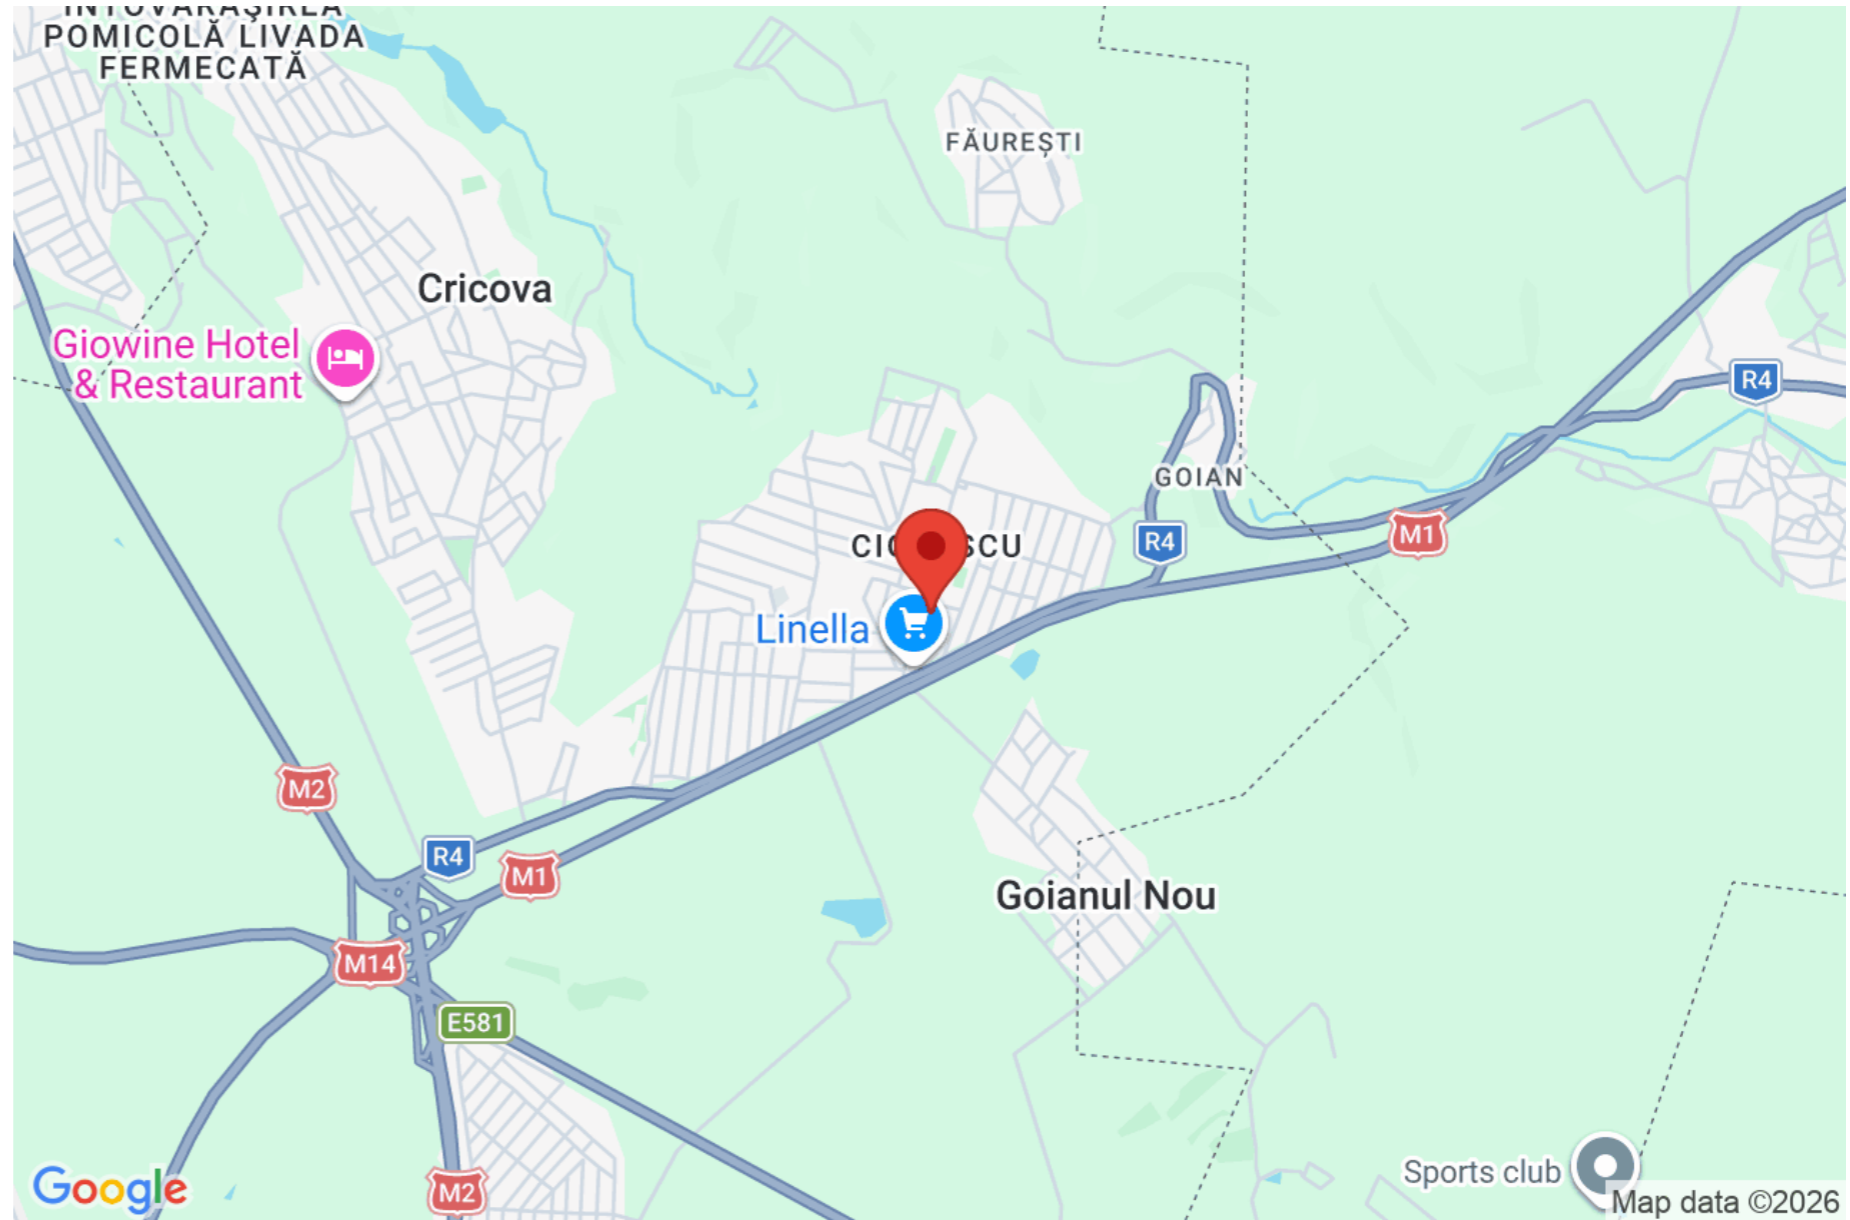 POMICOLĂ LIVADA
FERMECATĂ
FĂUREȘTI
Cricova
Giowine Hotel
& Restaurant
R4
GOIAN
M1
R4
Linella
M2
R4
M1
Goianul Nou
M14
E581
Sports club
M2
Google
Map data ©2026